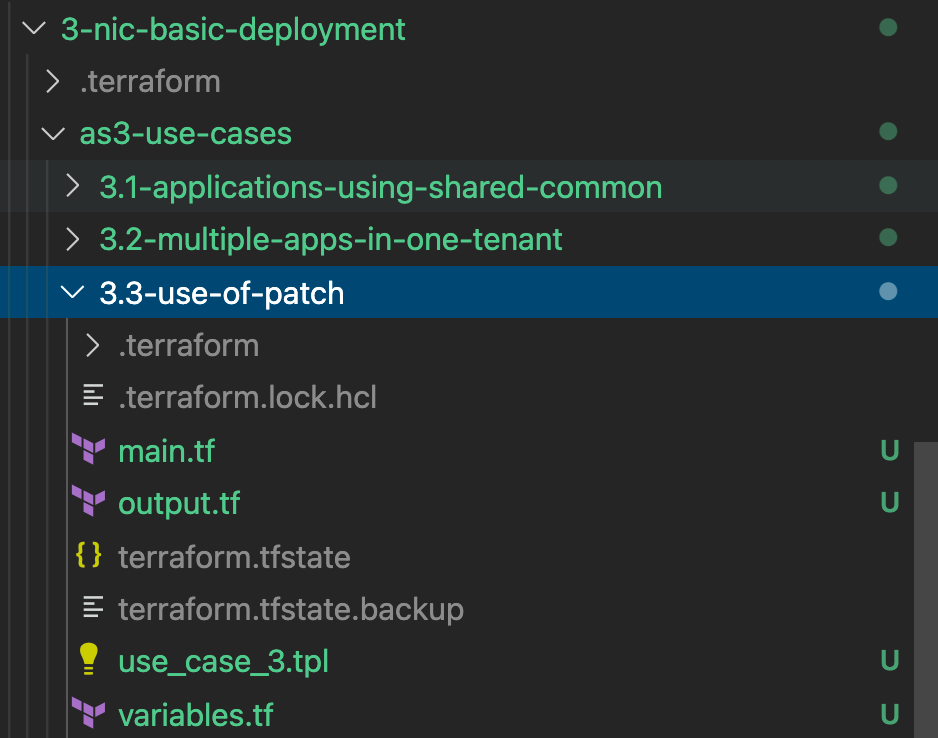 3-nic-basic-deployment
.terraform
as3-use-cases
3.1-applications-using-shared-common
3.2-multiple-apps-in-one-tenant
3.3-use-of-patch
.terraform
.terraform.lock.hcl
main.tf U
output.tf U
{} terraform.tfstate
terraform.tfstate.backup
use_case_3.tpl U
variables.tf U